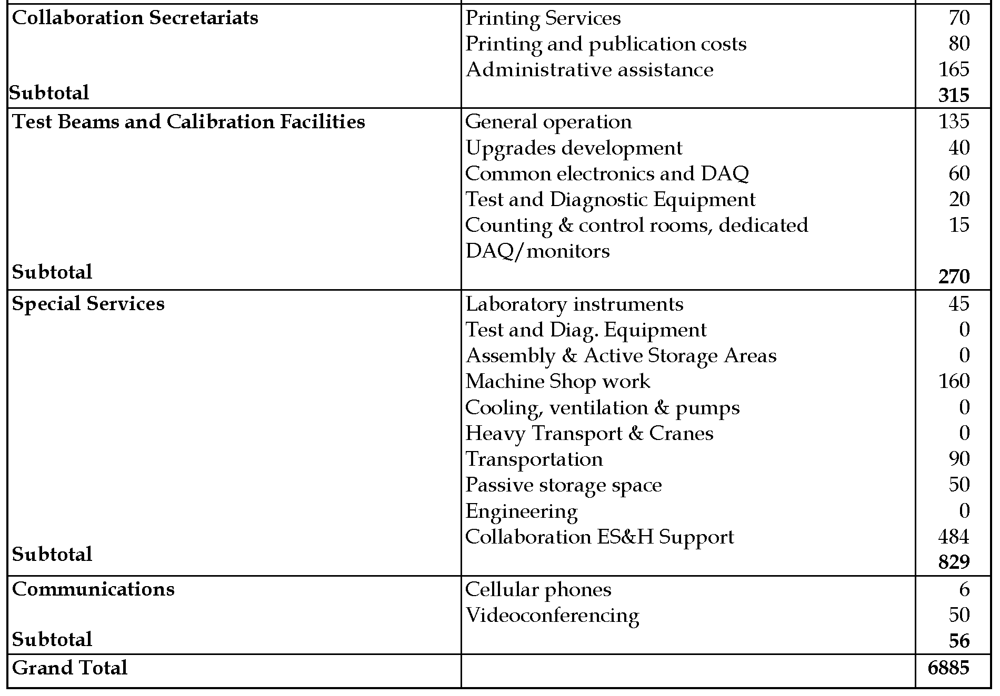 Collaboration Secretariats Printing Services 70
Printing and publication costs 80
Administrative assistance 165
Subtotal 315
Test Beams and Calibration Facilities General operation 135
Upgrades development 40
Common electronics and DAQ 60
Test and Diagnostic Equipment 20
Counting & control rooms, dedicated 15
DAQ/monitors
Subtotal 270
Special Services Laboratory instruments 45
Test and Diag. Equipment 0
Assembly & Active Storage Areas 0
Machine Shop work 160
Cooling, ventilation & pumps 0
Heavy Transport & Cranes 0
Transportation 90
Passive storage space 50
Engineering 0
Collaboration ES&H Support 484
Subtotal 829
Communications Cellular phones 6
Videoconferencing 50
Subtotal 56
Grand Total 6885